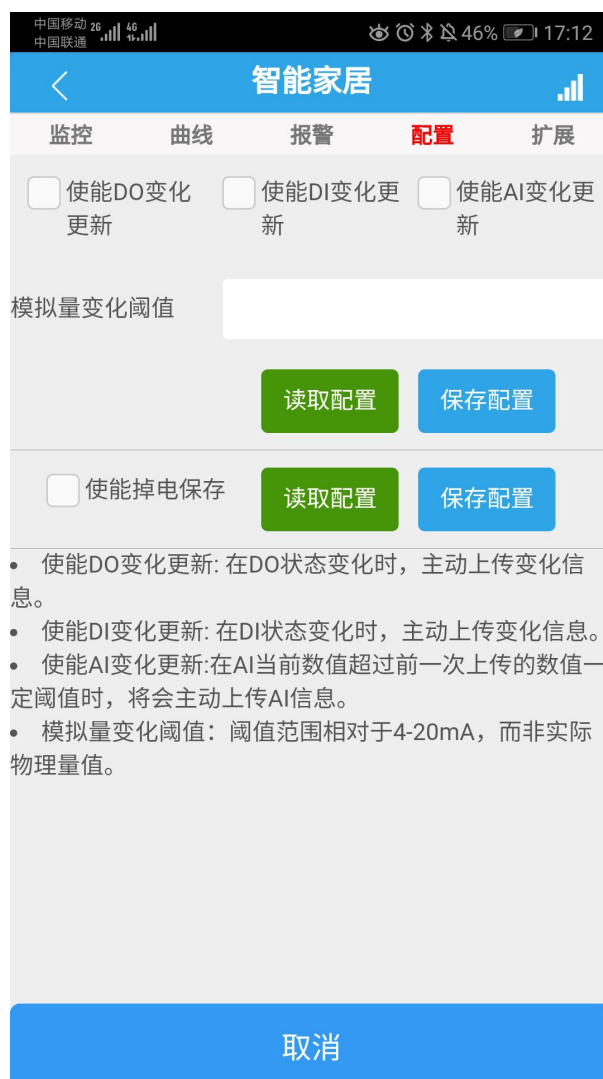 中国移动 2G 4G
中国联通
46% 17:12
智能家居
监控 曲线 报警 配置 扩展
使能DO变化更新
使能DI变化更新
使能AI变化更新
模拟量变化阈值
读取配置 保存配置
使能掉电保存 读取配置 保存配置
• 使能DO变化更新: 在DO状态变化时，主动上传变化信
息。
• 使能DI变化更新: 在DI状态变化时，主动上传变化信息。
• 使能AI变化更新:在AI当前数值超过前一次上传的数值一
定阈值时，将会主动上传AI信息。
• 模拟量变化阈值：阈值范围相对于4-20mA，而非实际
物理量值。
取消